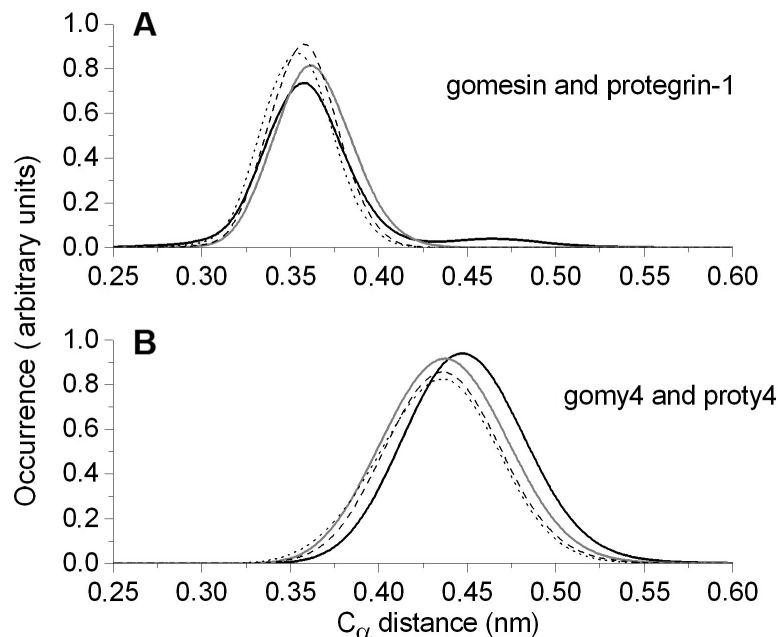 A
gomesin and protegrin-1
1.0
0.8
0.6
0.4
0.2
0.0
0.25 0.30 0.35 0.40 0.45 0.50 0.55 0.60
Occurrence ( arbitrary units)
B
gomy4 and proty4
1.0
0.8
0.6
0.4
0.2
0.0
0.25 0.30 0.35 0.40 0.45 0.50 0.55 0.60
Cα distance (nm)